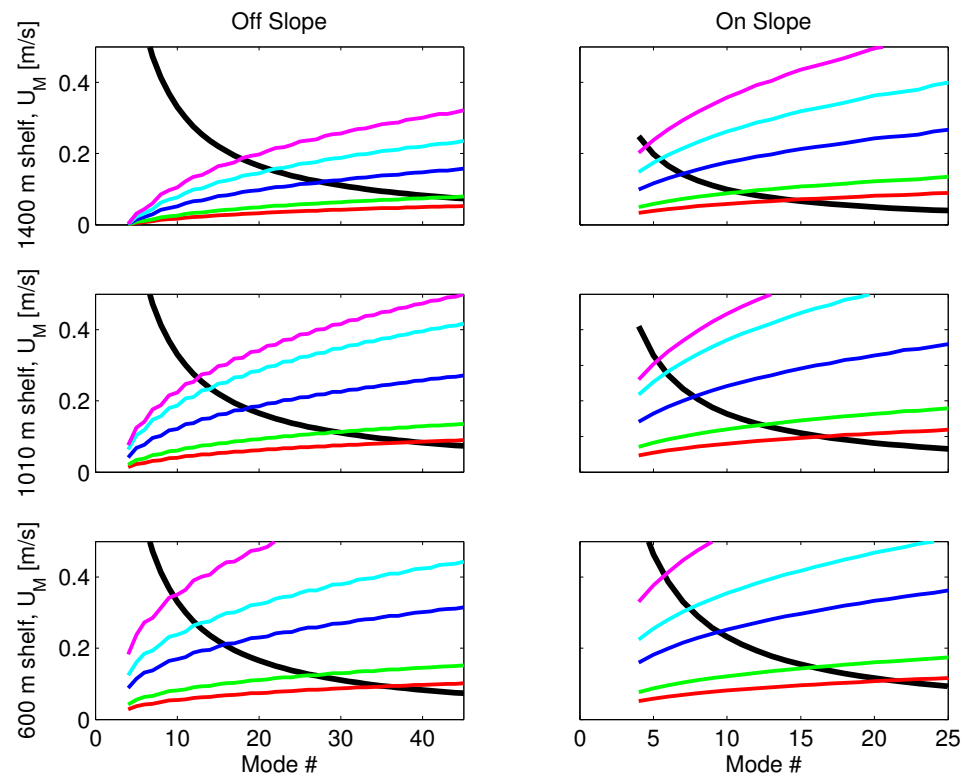 Off Slope
On Slope
1400 m shelf, U_M [m/s]
0.4
0.2
0
0.4
0.2
0
1010 m shelf, U_M [m/s]
0.4
0.2
0
600 m shelf, U_M [m/s]
0 10 20 30 40
Mode #
0 5 10 15 20 25
Mode #